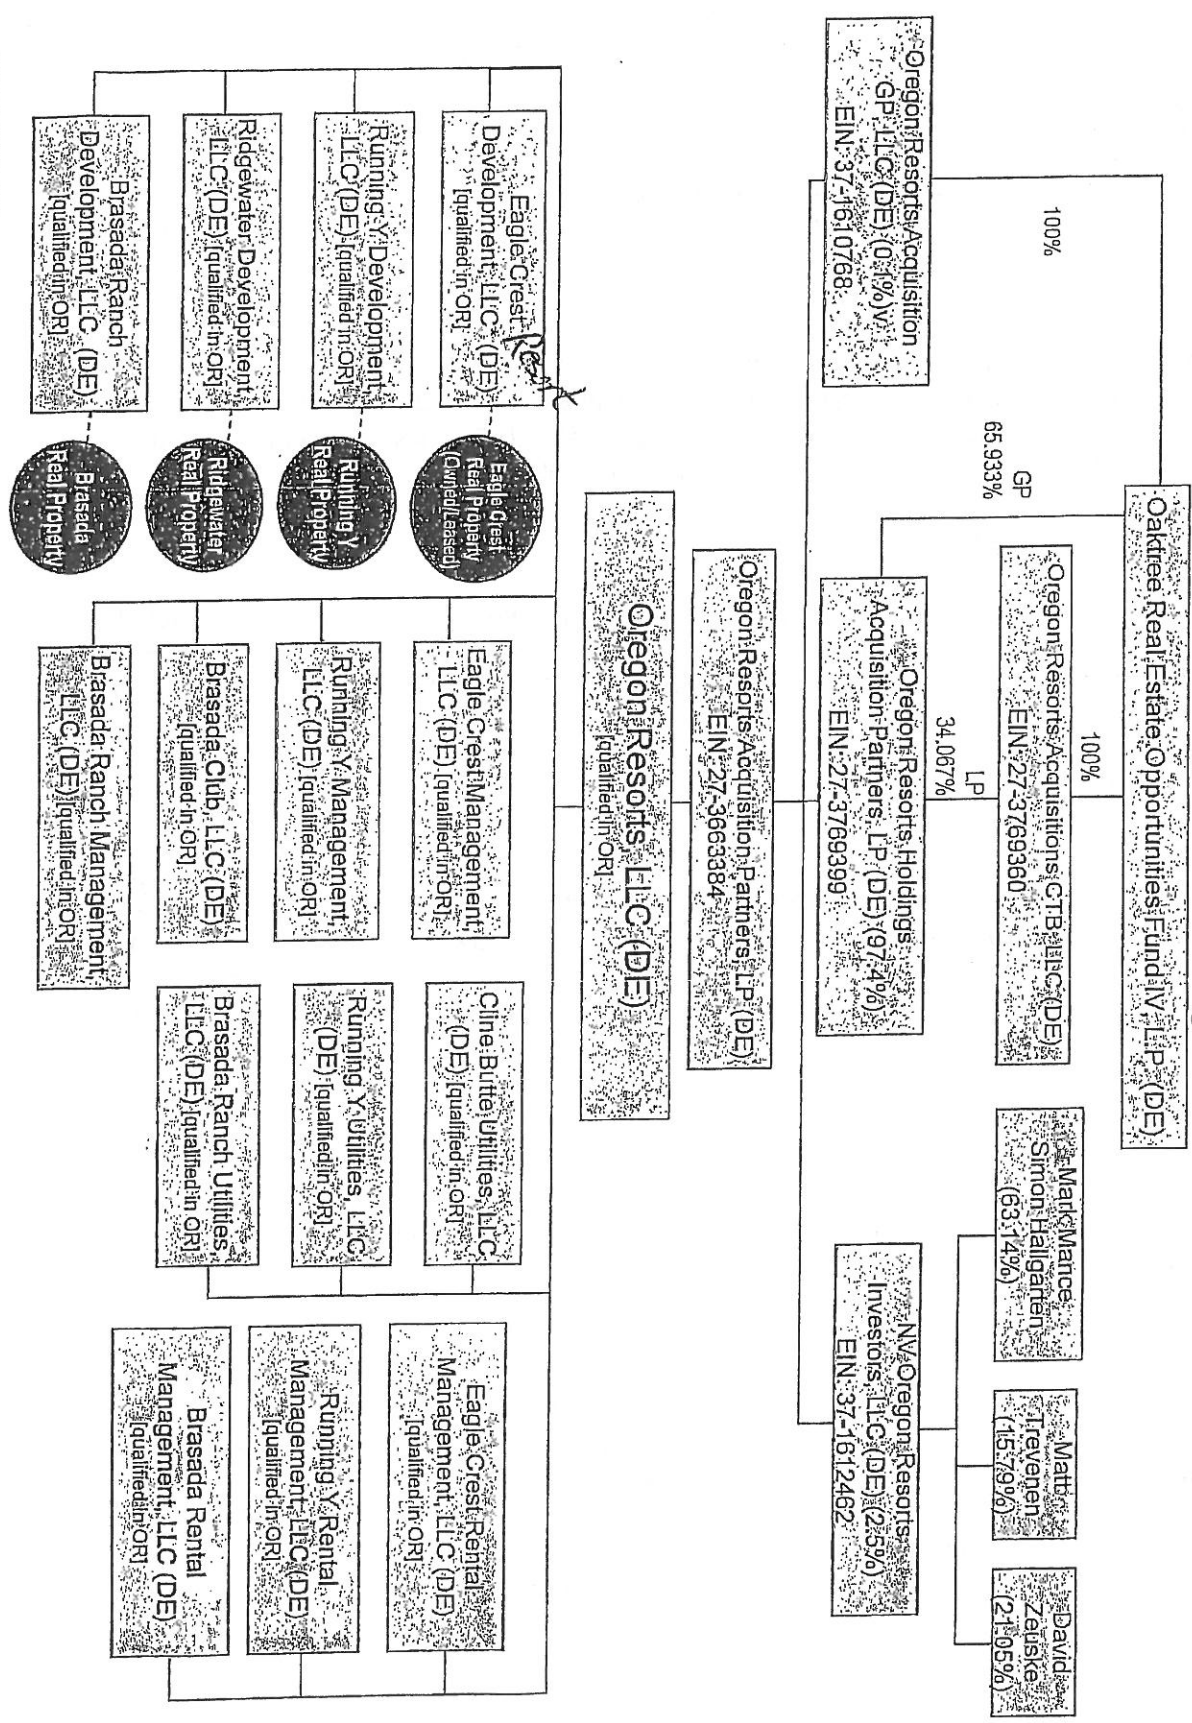 Oaktree Real Estate Opportunities Fund IV, L.P. (DE)
100%
GP
65.933%
100%
Oregon Resorts Acquisitions CTB, LLC (DE)
EIN: 27-3769360
LP
34.067%
Mark Mance
Simon Hallgarten
(63.14%)
Matt
Trevenen
(15.79%)
David
Zeuske
(21.05%)
Oregon Resorts Acquisition
GP, LLC (DE) (0.1%)v
EIN: 37-1610768
Oregon Resorts Holdings
Acquisition Partners, LP (DE) (97.4%)
EIN: 27-3769399
NV Oregon Resorts
Investors, LLC (DE) (2.5%)
EIN: 37-1612462
Oregon Resorts Acquisition Partners, LP (DE)
EIN: 27-3663384
Oregon Resorts, LLC (DE)
[qualified in OR]
Eagle Crest
Development, LLC (DE)
[qualified in OR]
Eagle Crest
Real Property
(Owned/Leased)
Running Y Development,
LLC (DE) [qualified in OR]
Running Y
Real Property
Ridgewater Development,
LLC (DE) [qualified in OR]
Ridgewater
Real Property
Brasada Ranch
Development, LLC (DE)
[qualified in OR]
Brasada
Real Property
Eagle Crest Management,
LLC (DE) [qualified in OR]
Running Y Management,
LLC (DE) [qualified in OR]
Brasada Club, LLC (DE)
[qualified in OR]
Brasada Ranch Management,
LLC (DE) [qualified in OR]
Cline Butte Utilities, LLC
(DE) [qualified in OR]
Running Y Utilities, LLC
(DE) [qualified in OR]
Brasada Ranch Utilities,
LLC (DE) [qualified in OR]
Eagle Crest Rental
Management, LLC (DE)
[qualified in OR]
Running Y Rental
Management, LLC (DE)
[qualified in OR]
Brasada Rental
Management, LLC (DE)
[qualified in OR]